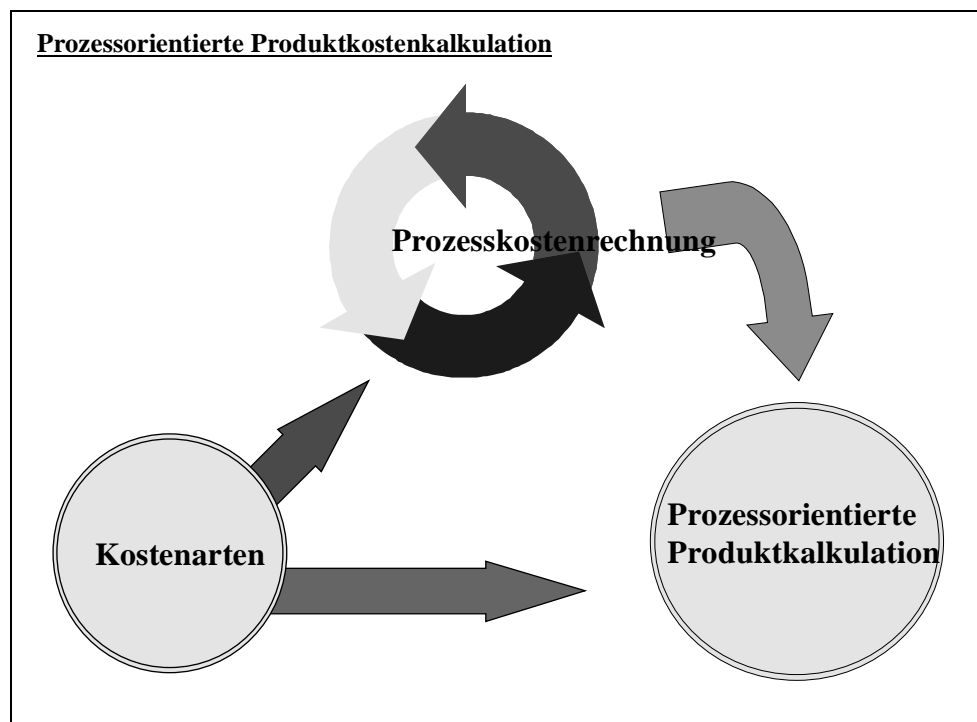 Prozessorientierte Produktkostenkalkulation
Prozesskostenrechnung
Kostenarten
Prozessorientierte
Produktkalkulation